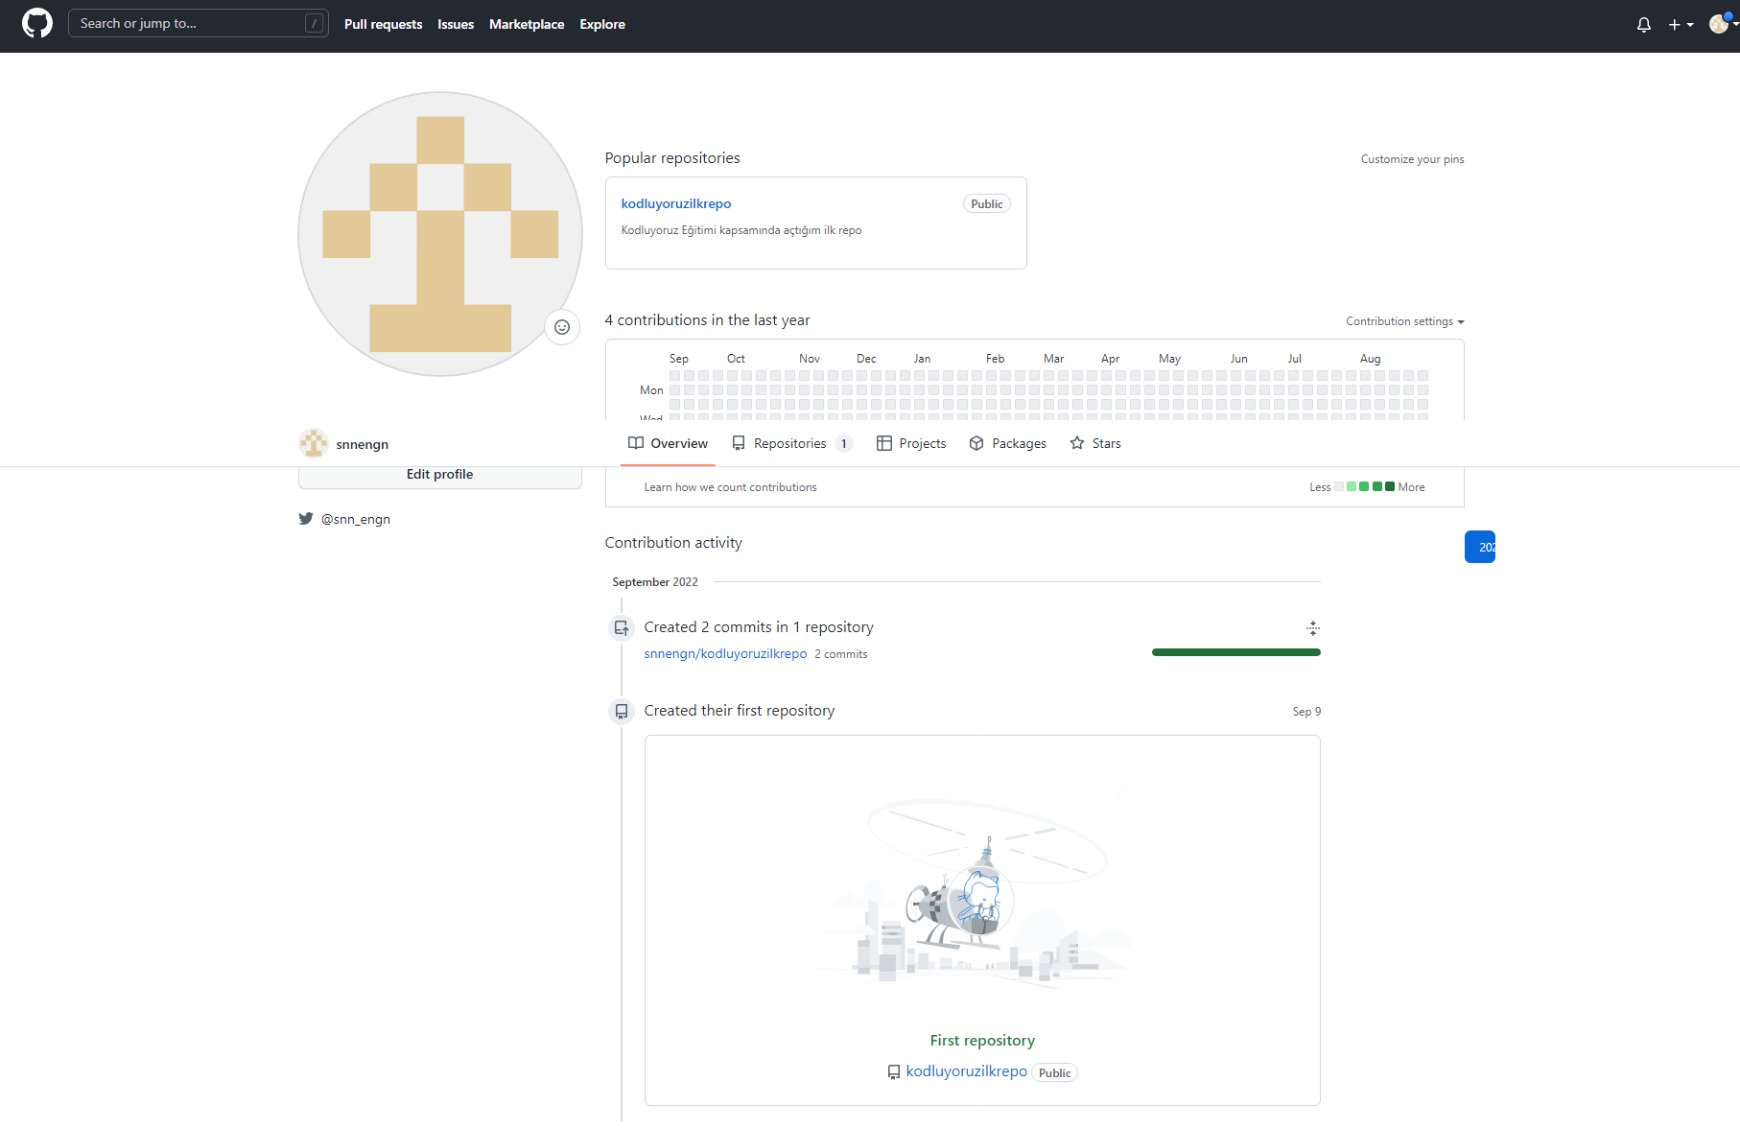 Search or jump to... /
Pull requests
Issues
Marketplace
Explore
Popular repositories
Customize your pins
kodluyoruzilkrepo
Public
Kodluyoruz Eğitimi kapsamında açtığım ilk repo
4 contributions in the last year
Contribution settings
Sep Oct Nov Dec Jan Feb Mar Apr May Jun Jul Aug
Mon
Wed
snnengn
Overview
Repositories 1
Projects
Packages
Stars
Edit profile
Learn how we count contributions
Less
More
@snn_engn
Contribution activity
202
September 2022
Created 2 commits in 1 repository
snnengn/kodluyoruzilkrepo 2 commits
Created their first repository
Sep 9
First repository
kodluyoruzilkrepo Public